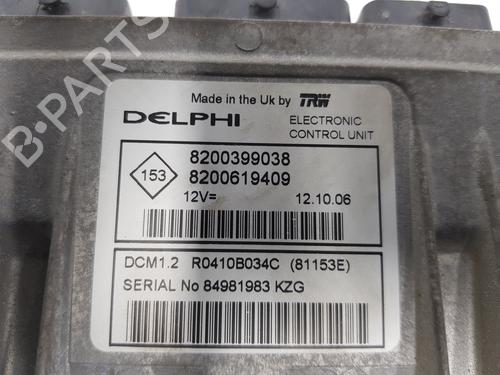 B-PARTS
Made in the Uk by TRW
DELPHI
ELECTRONIC
CONTROL UNIT
153
8200399038
8200619409
12V=
12.10.06
DCM1.2 R0410B034C (81153E)
SERIAL No 84981983 KZG